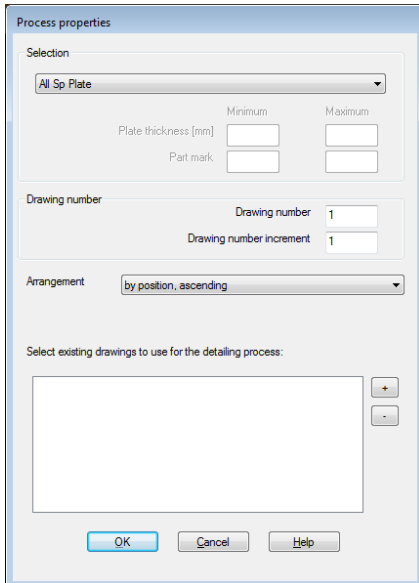 Process properties
Selection
All Sp Plate
Minimum Maximum
Plate thickness [mm]
Part mark
Drawing number
Drawing number 1
Drawing number increment 1
Arrangement by position, ascending
Select existing drawings to use for the detailing process:
+
-
OK Cancel Help